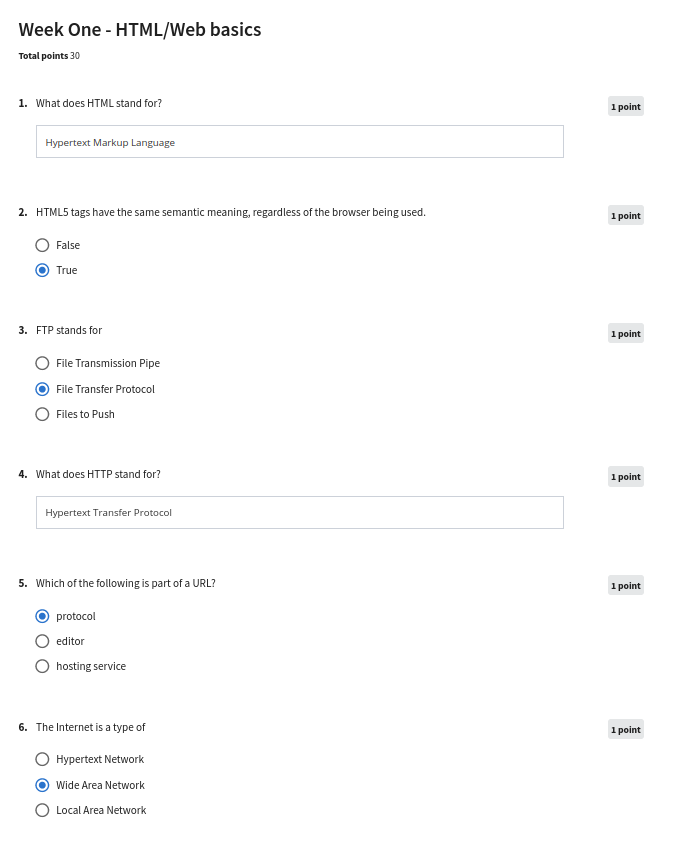 Week One - HTML/Web basics
Total points 30
1. What does HTML stand for?
1 point
Hypertext Markup Language
2. HTML5 tags have the same semantic meaning, regardless of the browser being used.
1 point
False
True
3. FTP stands for
1 point
File Transmission Pipe
File Transfer Protocol
Files to Push
4. What does HTTP stand for?
1 point
Hypertext Transfer Protocol
5. Which of the following is part of a URL?
1 point
protocol
editor
hosting service
6. The Internet is a type of
1 point
Hypertext Network
Wide Area Network
Local Area Network